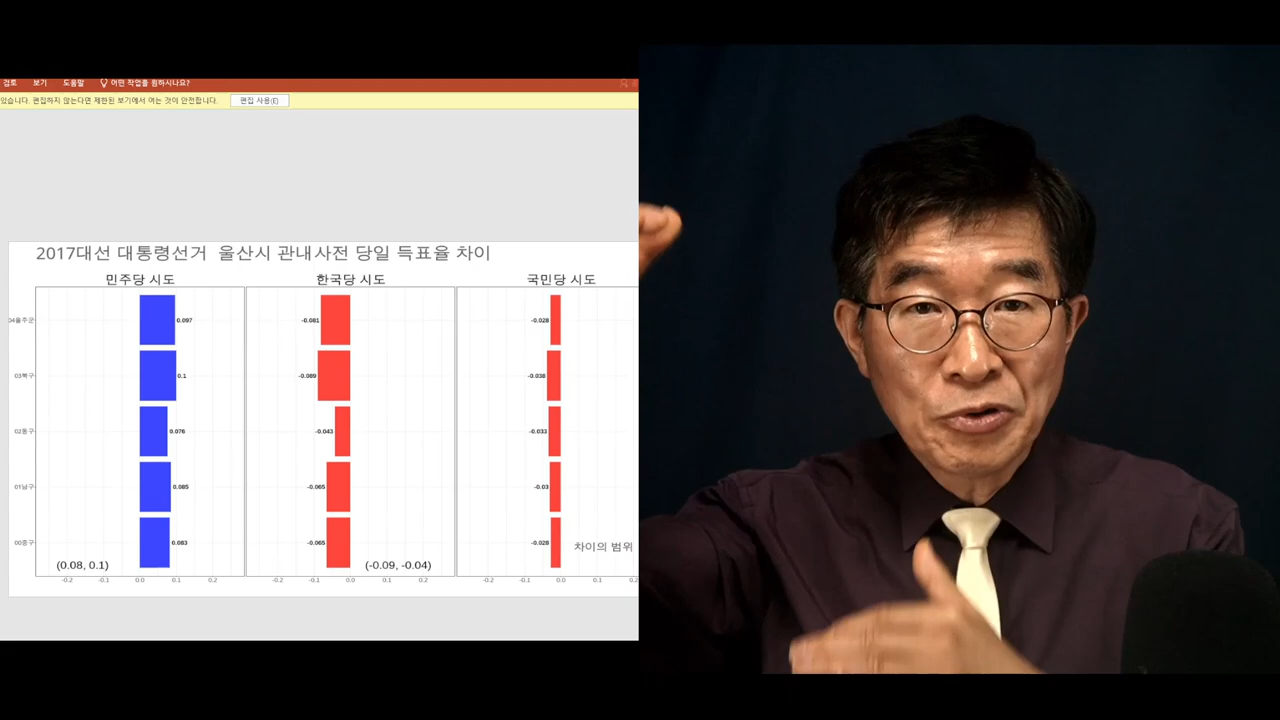 검토 보기 도움말 어떤 작업을 원하시나요?
있습니다. 편집하지 않는다면 제한된 보기에서 여는 것이 안전합니다. 편집 사용(E)
2017대선 대통령선거 울산시 관내사전 당일 득표율 차이
민주당 시도 한국당 시도 국민당 시도
04울주군 0.097 -0.081 -0.028
03북구 0.1 -0.089 -0.038
02동구 0.076 -0.043 -0.033
01남구 0.085 -0.065 -0.03
00중구 0.083 -0.065 -0.028 차이의 범위
(0.08, 0.1) (-0.09, -0.04)
-0.2 -0.1 0.0 0.1 0.2 -0.2 -0.1 0.0 0.1 0.2 -0.2 -0.1 0.0 0.1 0.2